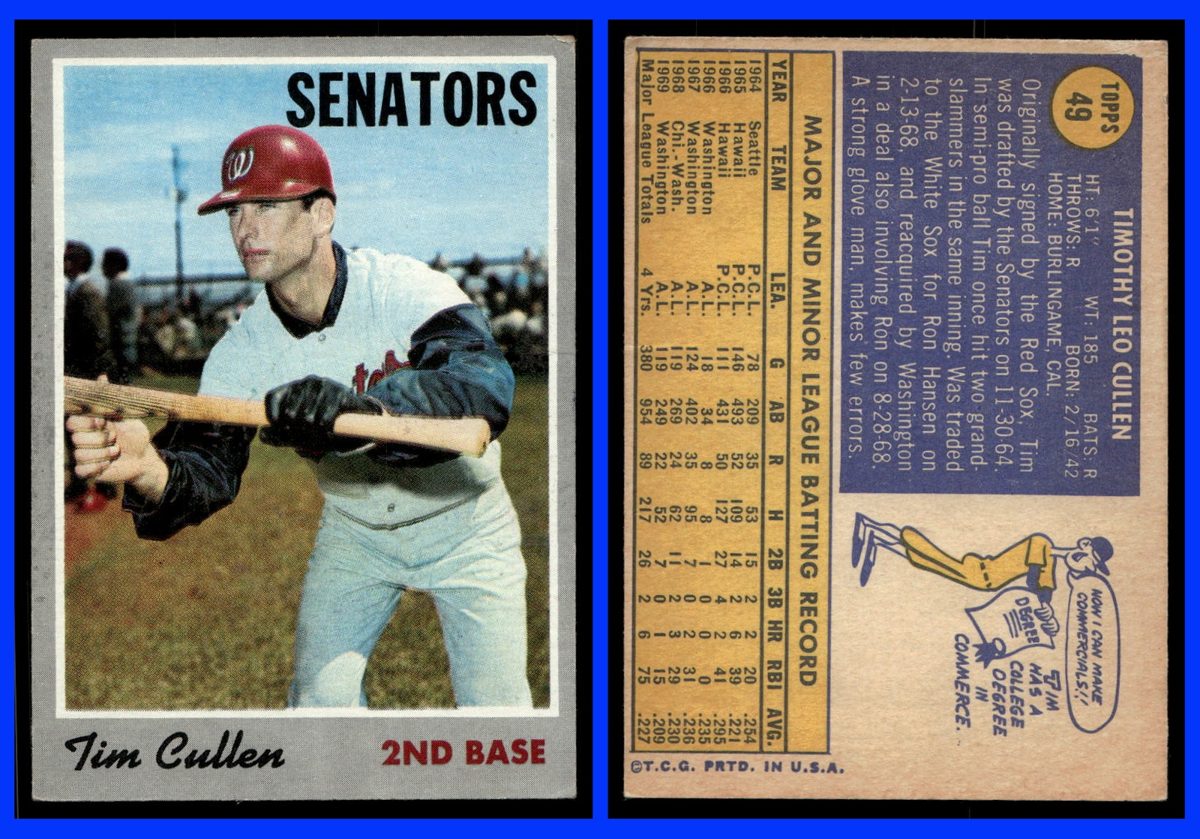 SENATORS
W
Tim Cullen
2ND BASE
TOPPS
49
TIMOTHY LEO CULLEN
HT: 6'1" WT: 185 BATS: R
THROWS: R BORN: 2/16/42
HOME: BURLINGAME, CAL.
Originally signed by the Red Sox, Tim
was drafted by the Senators on 11-30-64.
In semi-pro ball Tim once hit two grand-
slammers in the same inning. Was traded
to the White Sox for Ron Hansen on
2-13-68, and reacquired by Washington
in a deal also involving Ron on 8-28-68.
A strong glove man, makes few errors.
NOW I CAN MAKE
COMMERCIALS!!
DEGREE
TIM
HAS A
COLLEGE
DEGREE
IN
COMMERCE.
MAJOR AND MINOR LEAGUE BATTING RECORD
YEAR TEAM LEA. G AB R H 2B 3B HR RBI AVG.
1964 Seattle P.C.L. 78 209 35 53 15 2 2 20 .254
1965 Hawaii P.C.L. 146 493 52 109 14 2 6 39 .221
1966 Hawaii P.C.L. 111 431 50 127 27 4 2 41 .295
1966 Washington A.L. 18 34 8 8 1 0 0 0 .235
1967 Washington A.L. 124 402 35 95 7 0 2 31 .236
1968 Chi.-Wash. A.L. 119 269 24 62 11 2 3 29 .230
1969 Washington A.L. 119 249 22 52 7 0 1 15 .209
Major League Totals 4 Yrs. 380 954 89 217 26 2 6 75 .227
©T.C.G. PRTD. IN U.S.A.